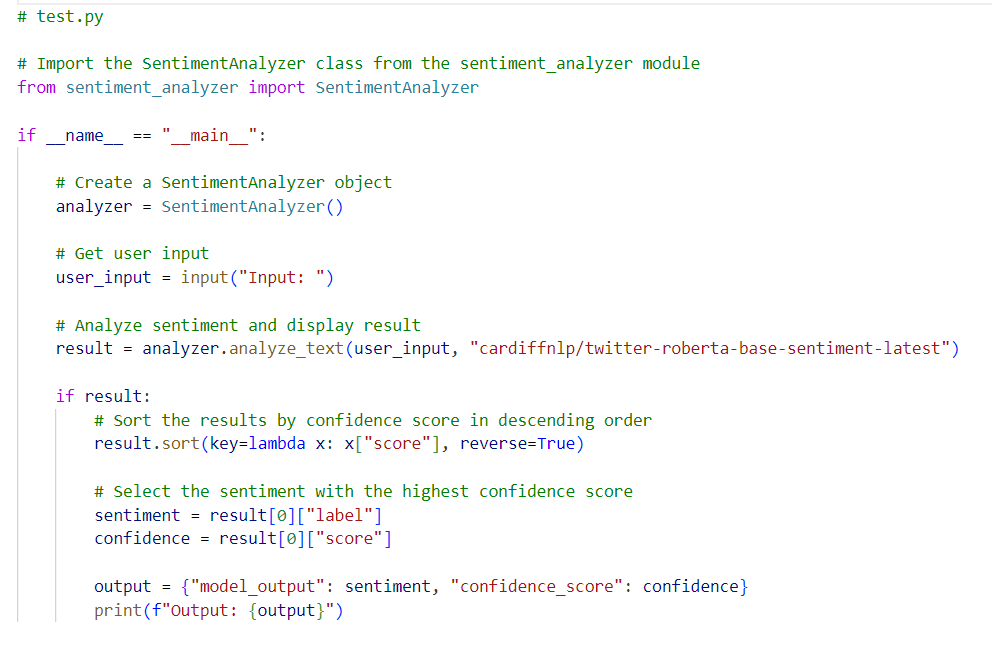 # test.py
# Import the SentimentAnalyzer class from the sentiment_analyzer module
from sentiment_analyzer import SentimentAnalyzer
if __name__ == "__main__":
# Create a SentimentAnalyzer object
analyzer = SentimentAnalyzer()
# Get user input
user_input = input("Input: ")
# Analyze sentiment and display result
result = analyzer.analyze_text(user_input, "cardiffnlp/twitter-roberta-base-sentiment-latest")
if result:
# Sort the results by confidence score in descending order
result.sort(key=lambda x: x["score"], reverse=True)
# Select the sentiment with the highest confidence score
sentiment = result[0]["label"]
confidence = result[0]["score"]
output = {"model_output": sentiment, "confidence_score": confidence}
print(f"Output: {output}")